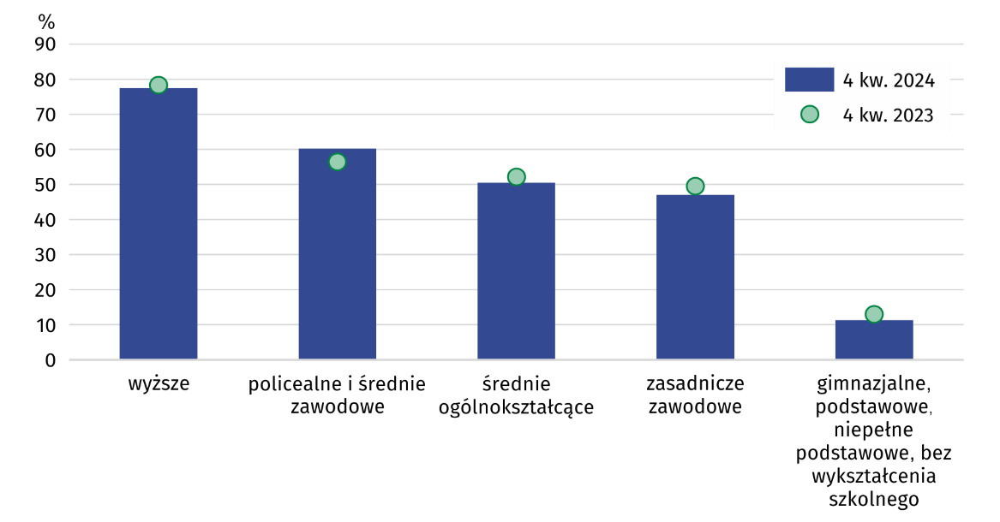 %
90
80
70
60
50
40
30
20
10
0
4 kw. 2024
4 kw. 2023
wyższe
policealne i średnie
zawodowe
średnie
ogólnokształcące
zasadnicze
zawodowe
gimnazjalne,
podstawowe,
niepełne
podstawowe, bez
wykształcenia
szkolnego